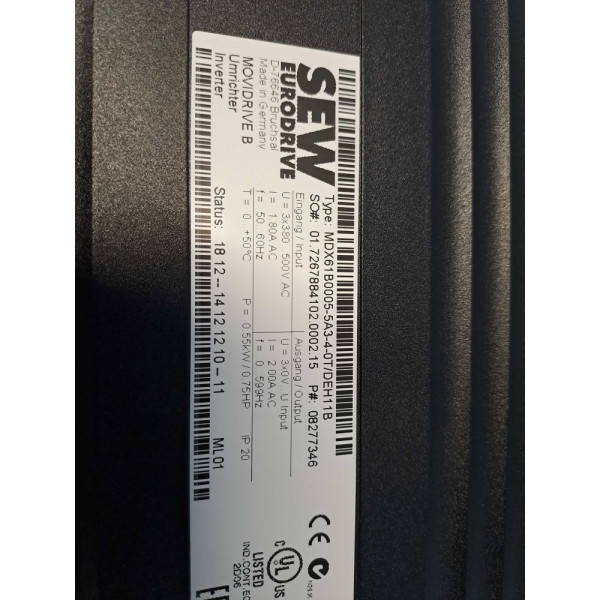 SEW
EURODRIVE
D-76646 Bruchsal
Made in Germany
MOVIDRIVE B
Umrichter
Inverter
Type: MDX61B0005-5A3-4-0T/DEH11B
SO#: 01.7267884102.0002.15 P#: 08277346
Eingang / Input
U = 3x380 500V AC
I = 1.80A AC
f = 50 60Hz
T = 0 +50°C
Ausgang / Output
U = 3x0V U Input
I = 2.00A AC
f = 0 599Hz
P = 0.55kW / 0.75HP
IP 20
Status: 18 12 -- 14 12 12 10 -- 11 ML01
CE
C UL US
LISTED
IND.CONT.EQ
2D06